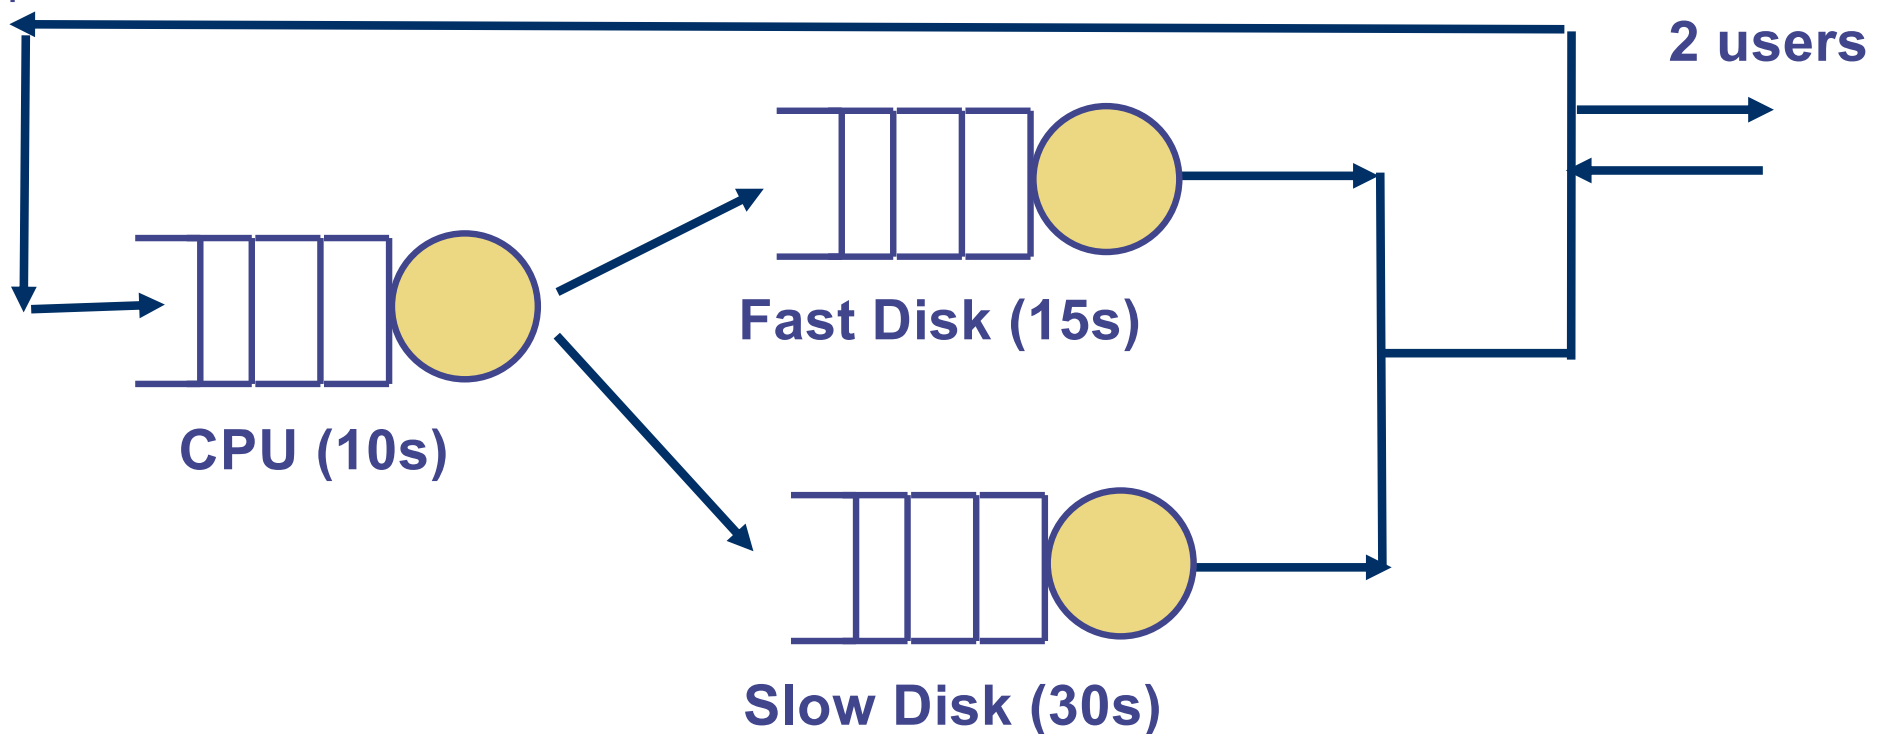 2 users
Fast Disk (15s)
CPU (10s)
Slow Disk (30s)